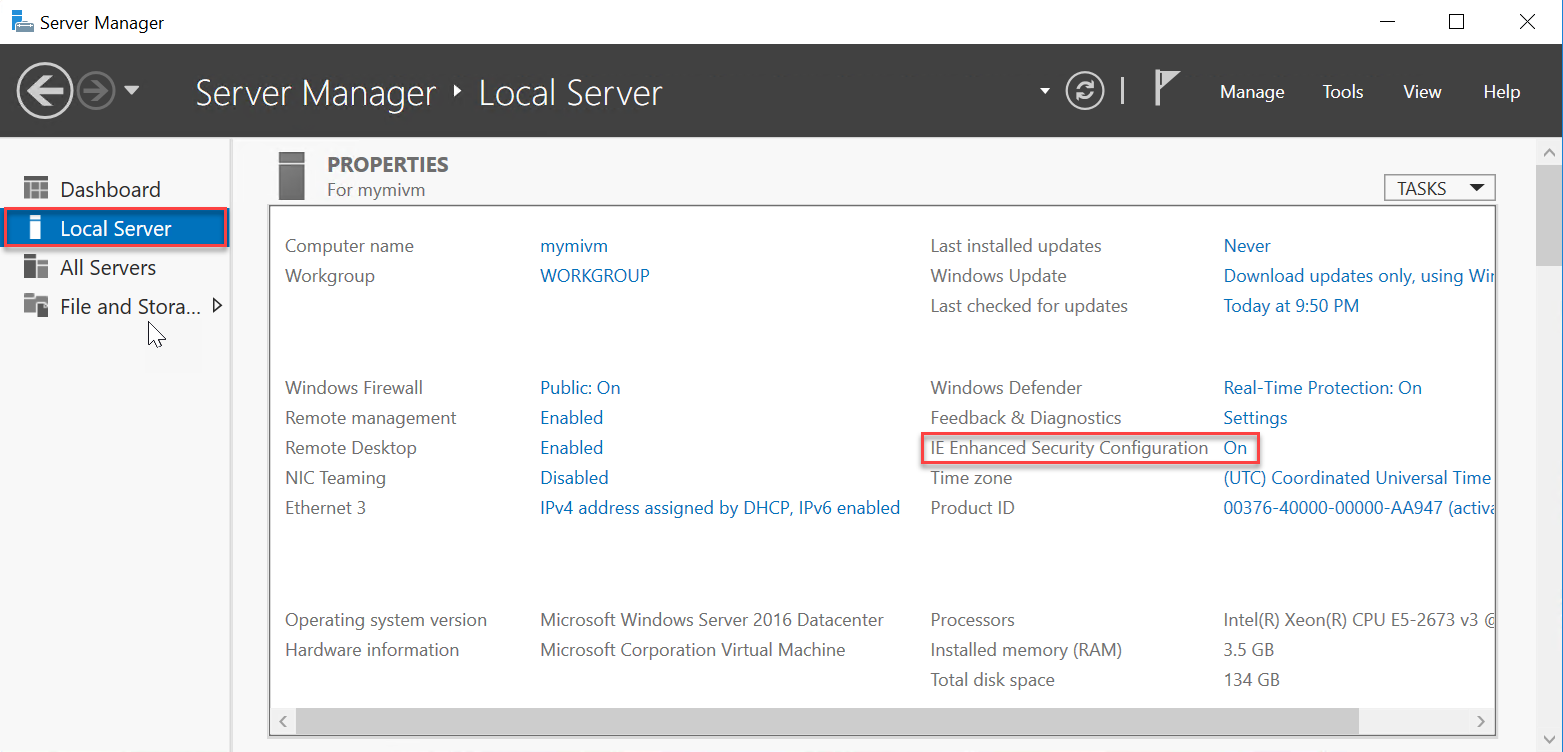 Server Manager
Server Manager ▸ Local Server
Manage Tools View Help
Dashboard
Local Server
All Servers
File and Stora...
PROPERTIES
For mymivm
TASKS
Computer name mymivm
Workgroup WORKGROUP
Last installed updates Never
Windows Update Download updates only, using Win
Last checked for updates Today at 9:50 PM
Windows Firewall Public: On
Remote management Enabled
Remote Desktop Enabled
NIC Teaming Disabled
Ethernet 3 IPv4 address assigned by DHCP, IPv6 enabled
Windows Defender Real-Time Protection: On
Feedback & Diagnostics Settings
IE Enhanced Security Configuration On
Time zone (UTC) Coordinated Universal Time
Product ID 00376-40000-00000-AA947 (activa
Operating system version Microsoft Windows Server 2016 Datacenter
Hardware information Microsoft Corporation Virtual Machine
Processors Intel(R) Xeon(R) CPU E5-2673 v3 @
Installed memory (RAM) 3.5 GB
Total disk space 134 GB